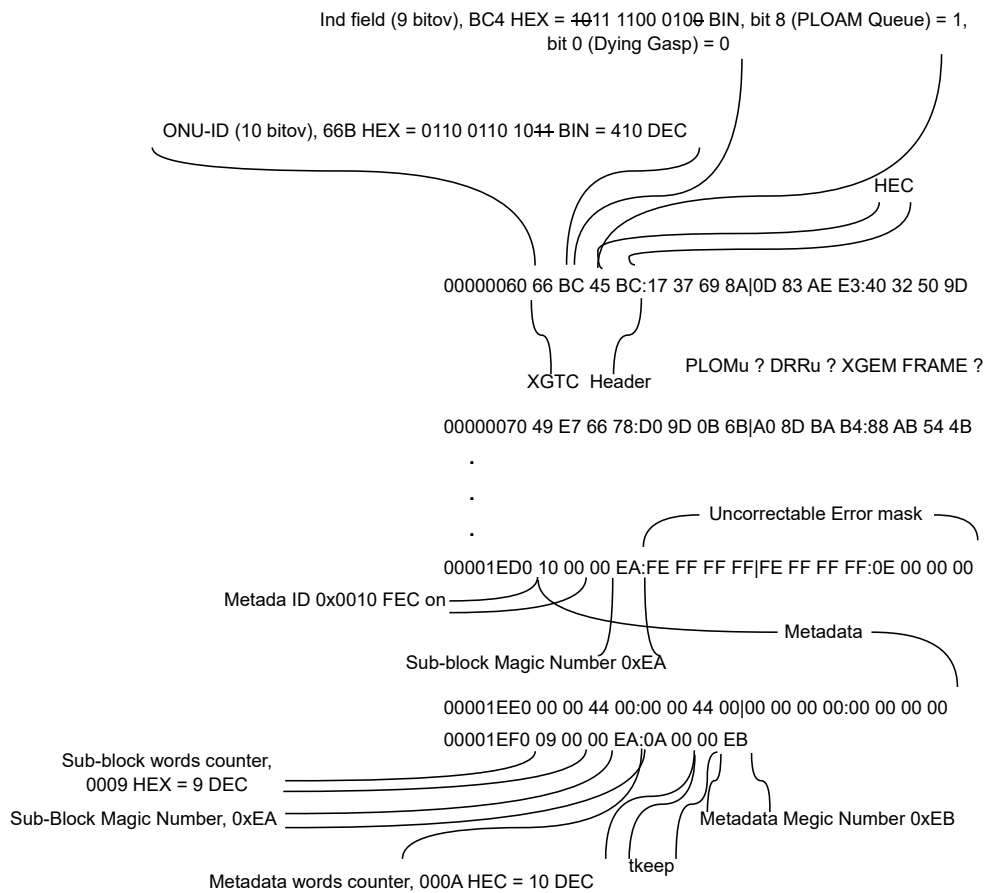 Ind field (9 bitov), BC4 HEX = 1011 1100 0100 BIN, bit 8 (PLOAM Queue) = 1,
bit 0 (Dying Gasp) = 0
ONU-ID (10 bitov), 66B HEX = 0110 0110 1011 BIN = 410 DEC
HEC
00000060 66 BC 45 BC:17 37 69 8A|0D 83 AE E3:40 32 50 9D
PLOMu ? DRRu ? XGEM FRAME ?
XGTC Header
00000070 49 E7 66 78:D0 9D 0B 6B|A0 8D BA B4:88 AB 54 4B
.
.
.
Uncorrectable Error mask
00001ED0 10 00 00 EA:FE FF FF FF|FE FF FF FF:0E 00 00 00
Metada ID 0x0010 FEC on
Metadata
Sub-block Magic Number 0xEA
00001EE0 00 00 44 00:00 00 44 00|00 00 00 00:00 00 00 00
00001EF0 09 00 00 EA:0A 00 00 EB
Sub-block words counter,
0009 HEX = 9 DEC
Sub-Block Magic Number, 0xEA
Metadata Megic Number 0xEB
tkeep
Metadata words counter, 000A HEC = 10 DEC